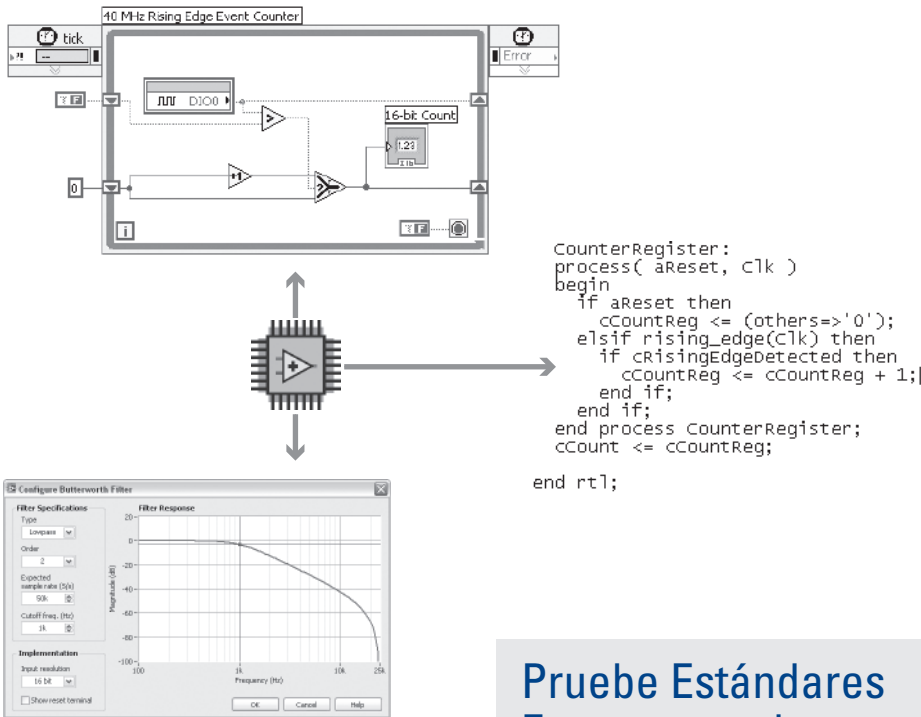 40 MHz Rising Edge Event Counter
tick
Error
DIO0
16-bit Count
1.23
+1
0
i
CounterRegister:
process( aReset, Clk )
begin
if aReset then
cCountReg <= (others=>'0');
elsif rising_edge(Clk) then
if cRisingEdgeDetected then
cCountReg <= cCountReg + 1;
end if;
end if;
end process CounterRegister;
cCount <= cCountReg;
end rtl;
Configure Butterworth Filter
Filter Specifications
Type
Lowpass
Order
2
Expected
sample rate (S/s)
50k
Cutoff freq. (Hz)
1k
Implementation
Input resolution
16 bit
Show reset terminal
Filter Response
Magnitude (dB)
20
0
-20
-40
-60
-80
-100
100 1k 10k 25k
Frequency (Hz)
OK Cancel Help
Pruebe Estándares